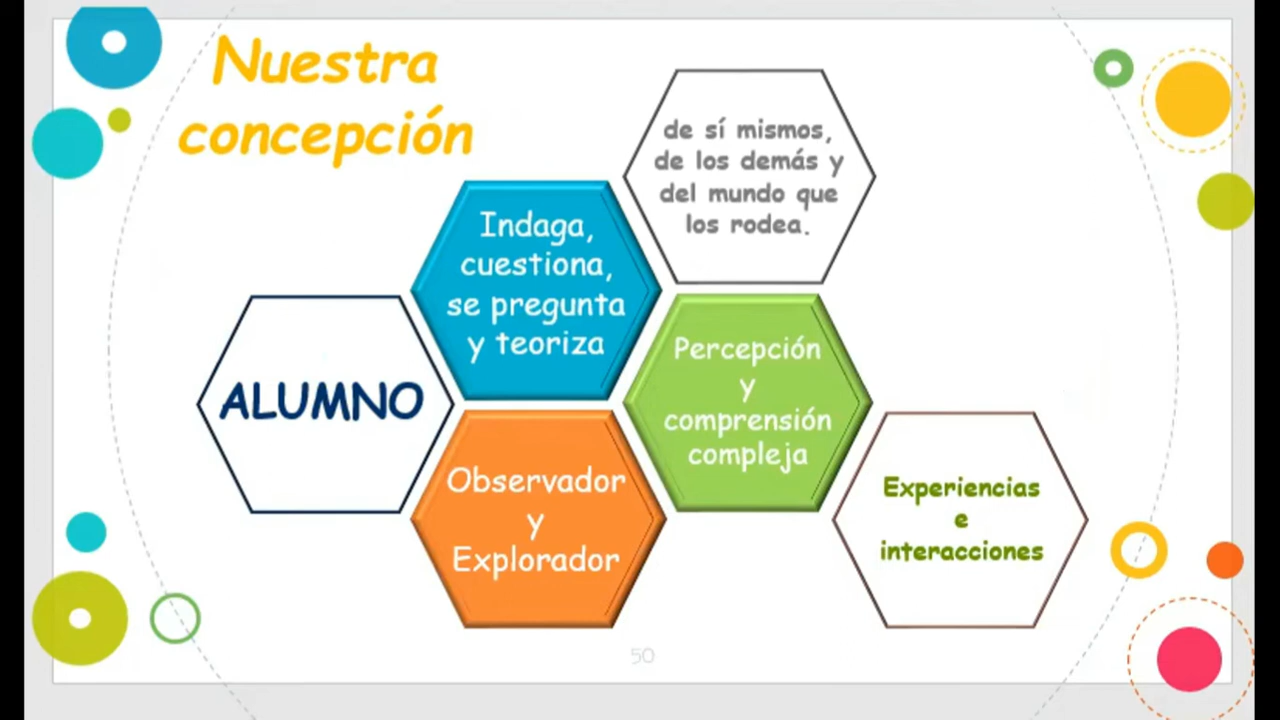 Nuestra
concepción
de sí mismos,
de los demás y
del mundo que
los rodea.
Indaga,
cuestiona,
se pregunta
y teoriza
ALUMNO
Percepción
y
comprensión
compleja
Observador
y
Explorador
Experiencias
e
interacciones
50